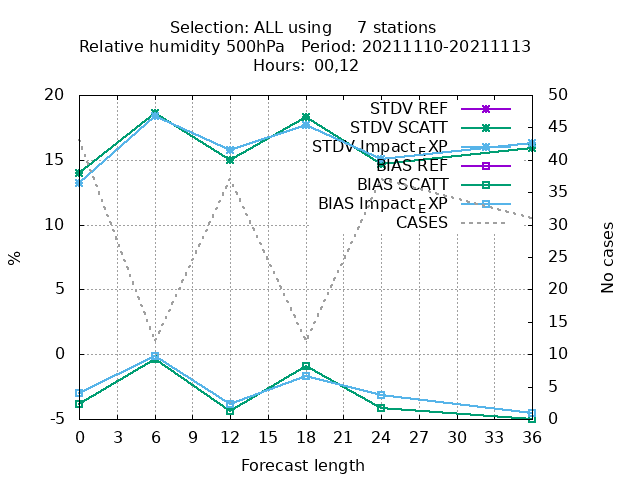 Selection: ALL using     7 stations
Relative humidity 500hPa   Period: 20211110-20211113
Hours: 00,12
20
15
10
5
0
-5
%
STDV REF
STDV SCATT
STDV Impact_EXP
BIAS REF
BIAS SCATT
BIAS Impact_EXP
CASES
50
45
40
35
30
25
20
15
10
5
0
No cases
0 3 6 9 12 15 18 21 24 27 30 33 36
Forecast length